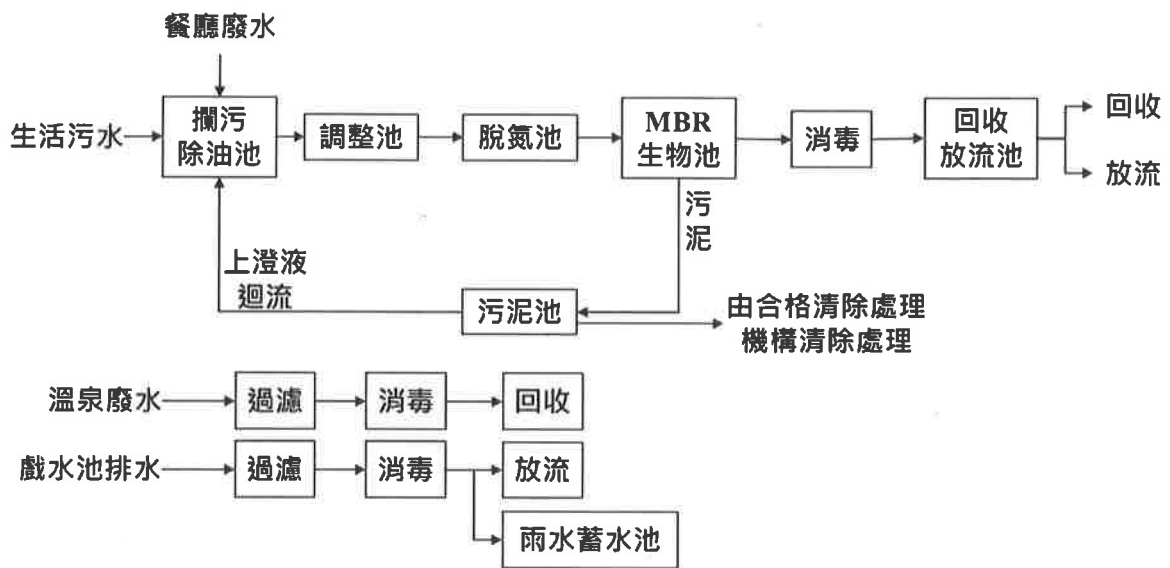 餐廳廢水
生活污水
攔污
除油池
調整池
脫氮池
MBR
生物池
消毒
回收
放流池
回收
放流
污
泥
上澄液
迴流
污泥池
由合格清除處理
機構清除處理
溫泉廢水
過濾
消毒
回收
戲水池排水
過濾
消毒
放流
雨水蓄水池